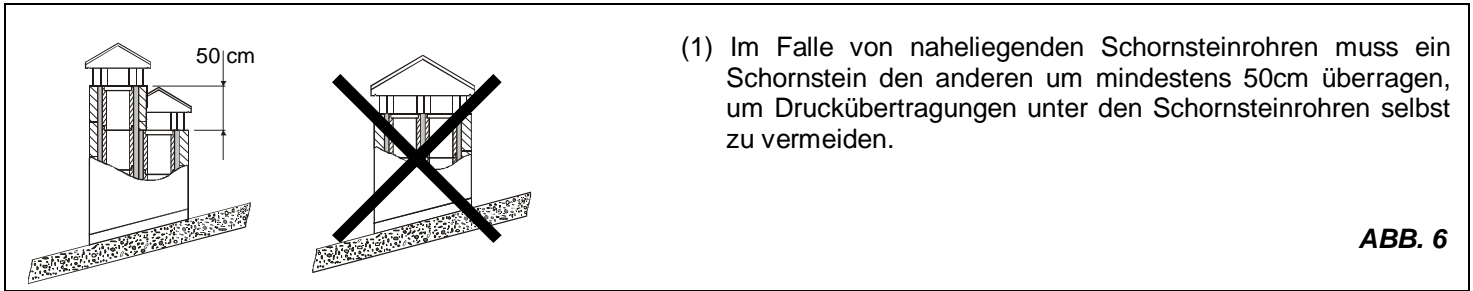 50 cm
(1) Im Falle von naheliegenden Schornsteinrohren muss ein
Schornstein den anderen um mindestens 50cm überragen,
um Druckübertragungen unter den Schornsteinrohren selbst
zu vermeiden.
ABB. 6